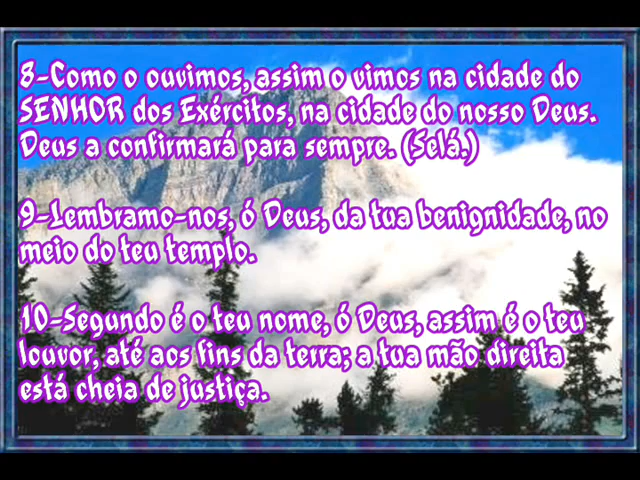 8-Como o ouvimos, assim o vimos na cidade do
SENHOR dos Exércitos, na cidade do nosso Deus.
Deus a confirmará para sempre. (Selá.)
9-Lembramo-nos, ó Deus, da tua benignidade, no
meio do teu templo.
10-Segundo é o teu nome, ó Deus, assim é o teu
louvor, até aos fins da terra; a tua mão direita
está cheia de justiça.